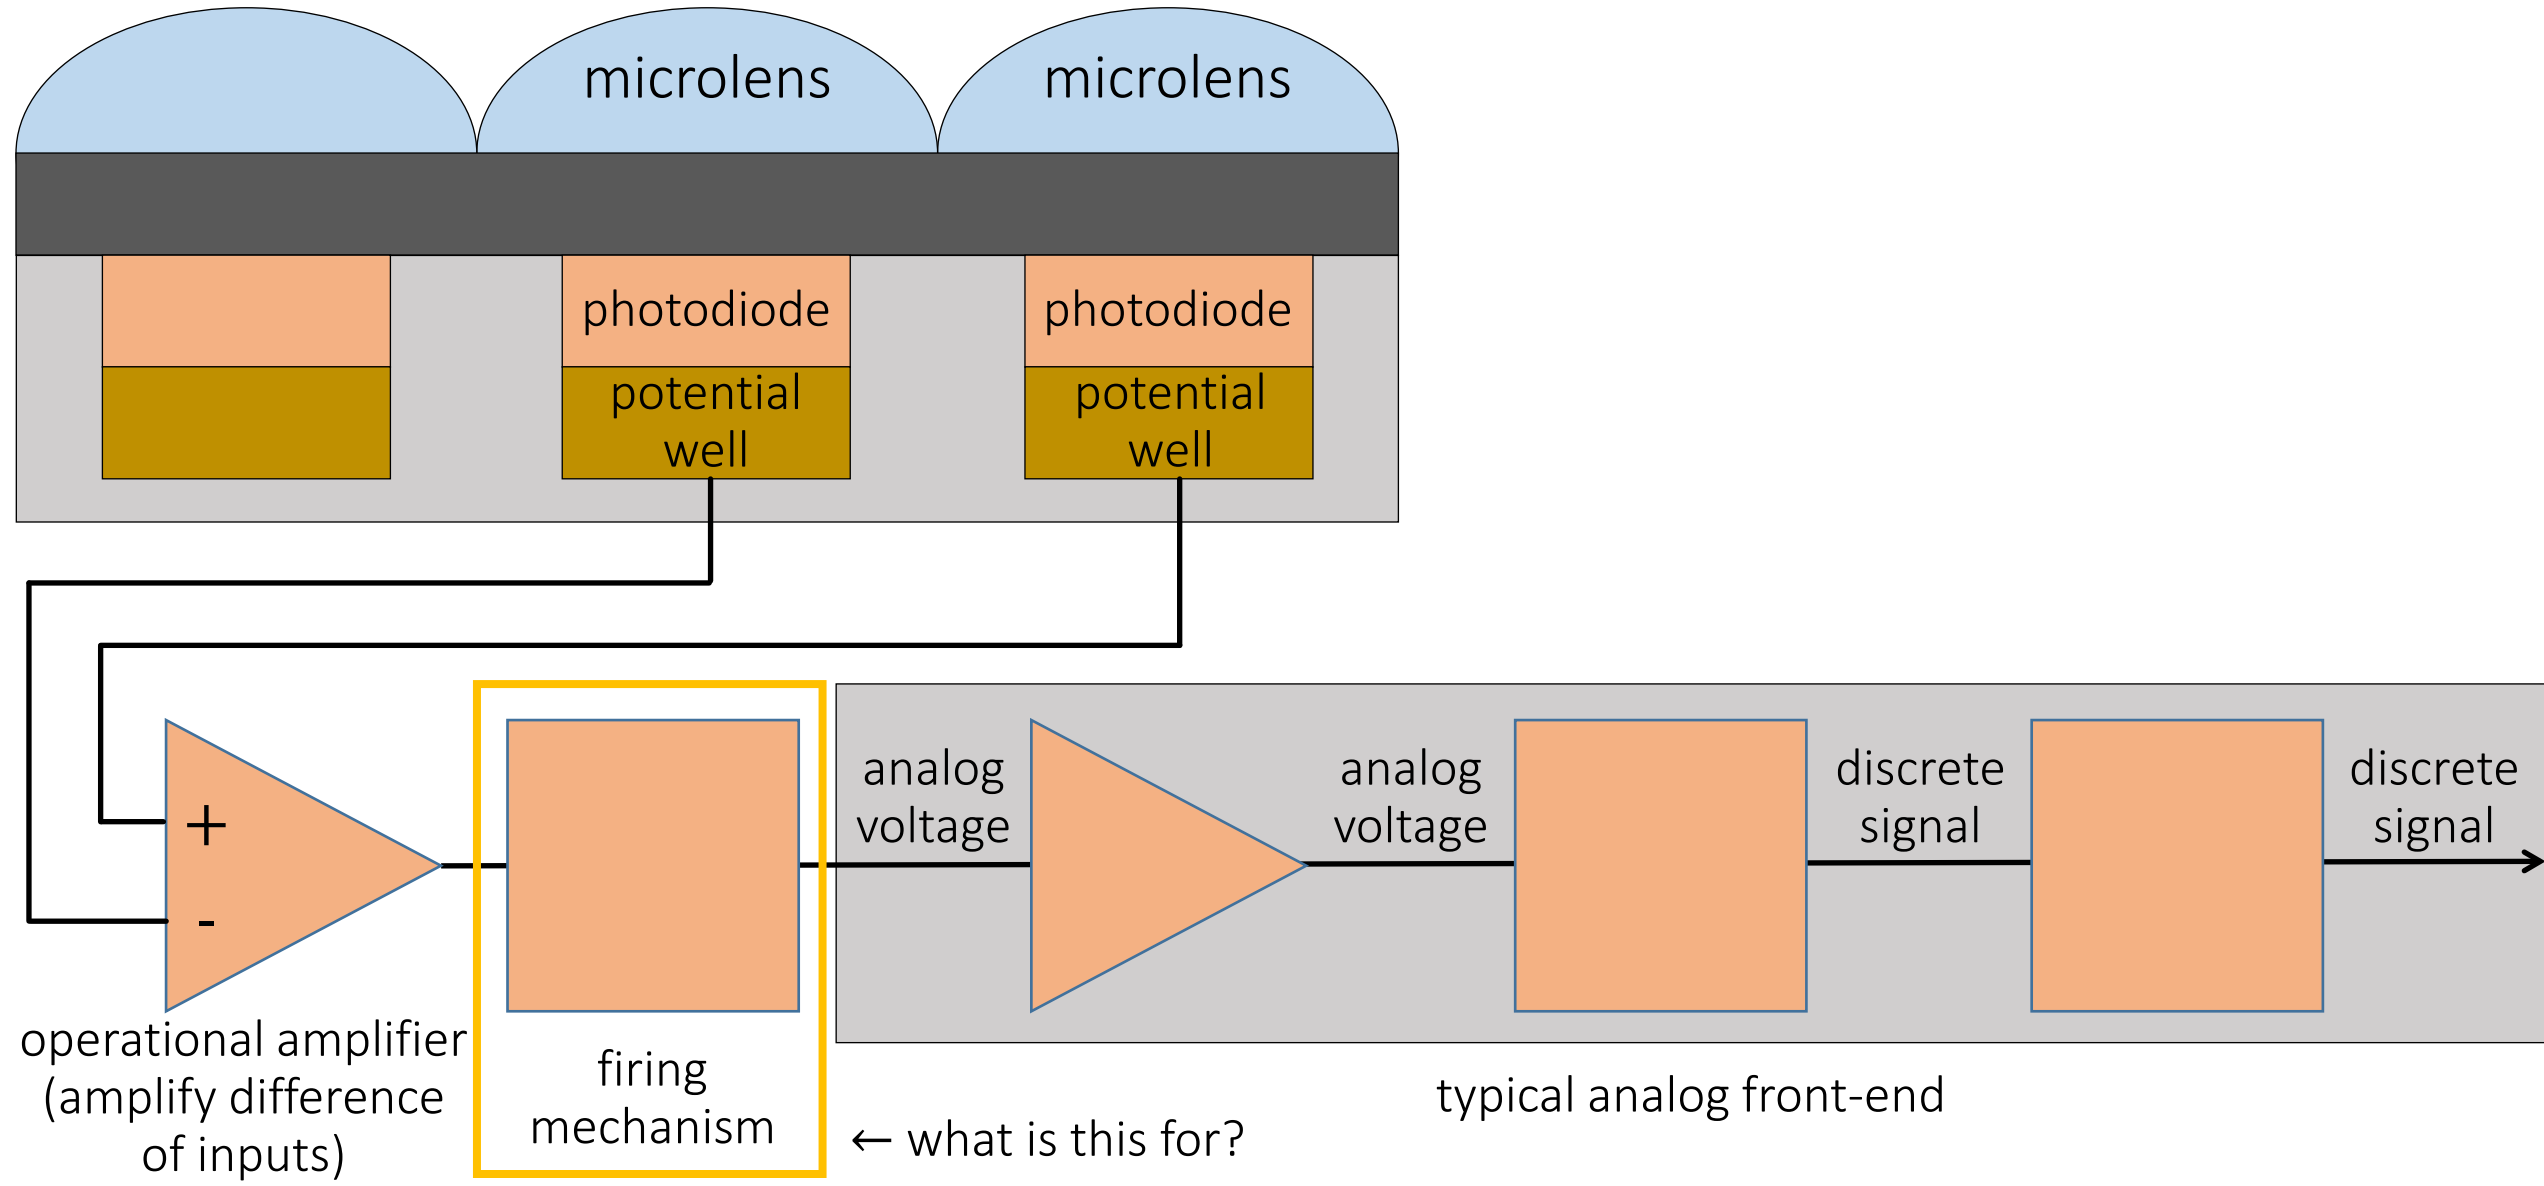 microlens
microlens
photodiode
photodiode
potential
well
potential
well
analog
voltage
analog
voltage
discrete
signal
discrete
signal
+
-
operational amplifier
(amplify difference
of inputs)
firing
mechanism
← what is this for?
typical analog front-end